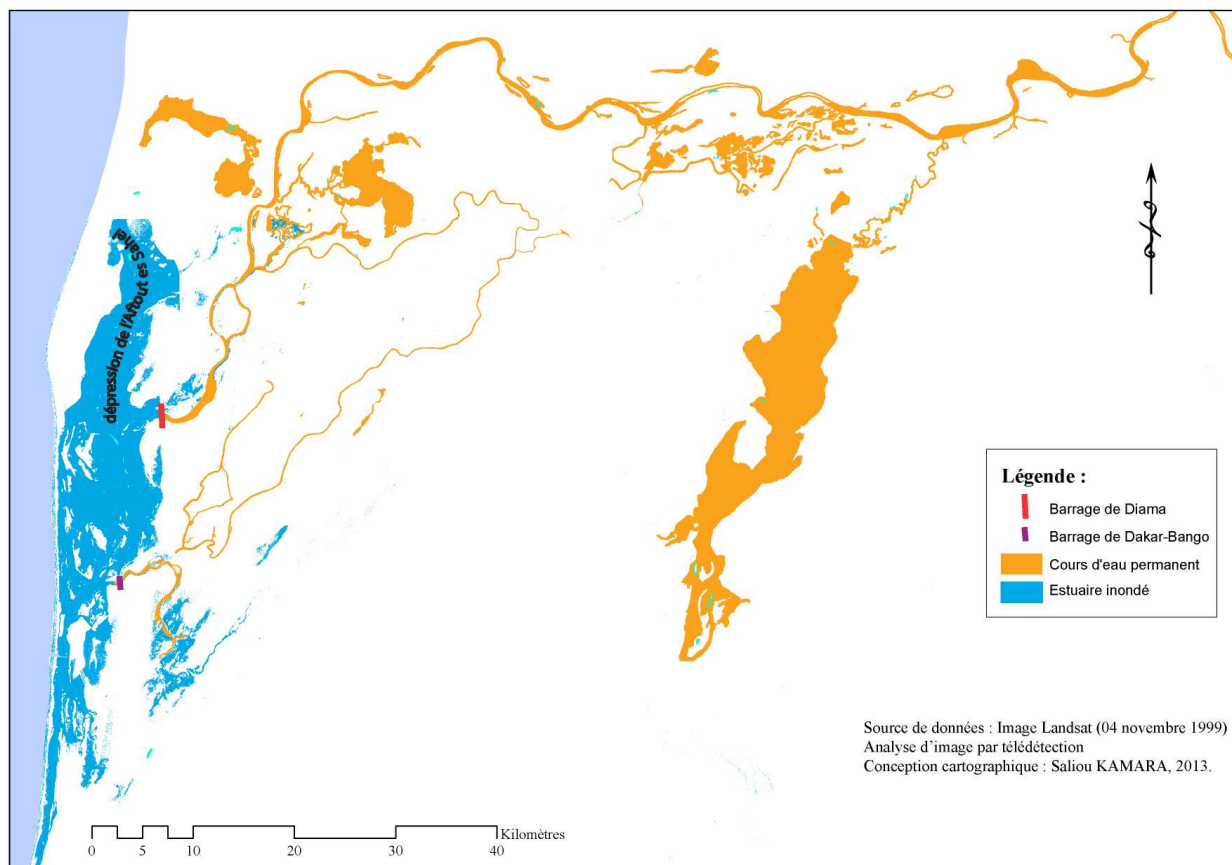 dépression de l'Aftout es Sahel
Légende :
Barrage de Diama
Barrage de Dakar-Bango
Cours d'eau permanent
Estuaire inondé
Source de données : Image Landsat (04 novembre 1999)
Analyse d'image par télédétection
Conception cartographique : Saliou KAMARA, 2013.
Kilomètres
0 5 10 20 30 40